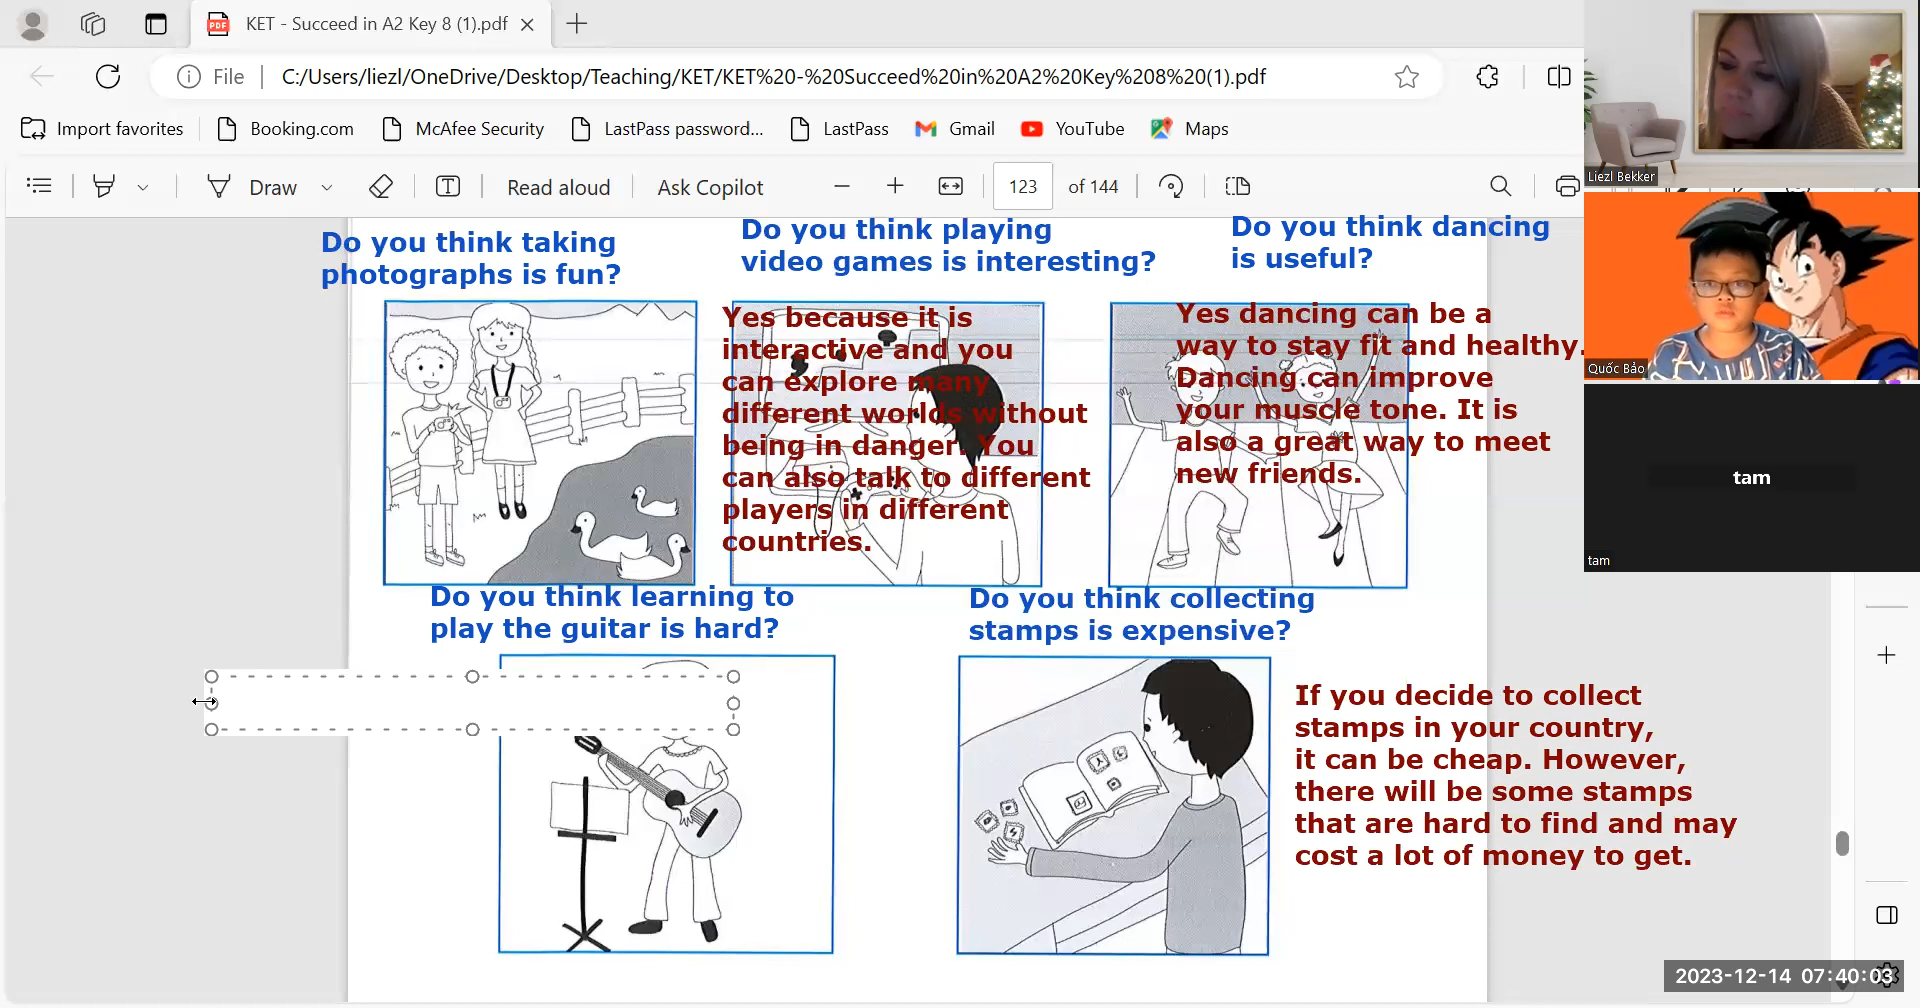 KET - Succeed in A2 Key 8 (1).pdf
File
C:/Users/liezl/OneDrive/Desktop/Teaching/KET/KET%20-%20Succeed%20in%20A2%20Key%208%20(1).pdf
Import favorites
Booking.com
McAfee Security
LastPass password...
LastPass
Gmail
YouTube
Maps
Draw
Read aloud
Ask Copilot
123
of 144
Liezl Bekker
Quốc Bảo
tam
tam
Do you think taking
photographs is fun?
Do you think playing
video games is interesting?
Do you think dancing
is useful?
Yes because it is
interactive and you
can explore many
different worlds without
being in danger. You
can also talk to different
players in different
countries.
Yes dancing can be a
way to stay fit and healthy.
Dancing can improve
your muscle tone. It is
also a great way to meet
new friends.
Do you think learning to
play the guitar is hard?
Do you think collecting
stamps is expensive?
If you decide to collect
stamps in your country,
it can be cheap. However,
there will be some stamps
that are hard to find and may
cost a lot of money to get.
2023-12-14 07:40:03